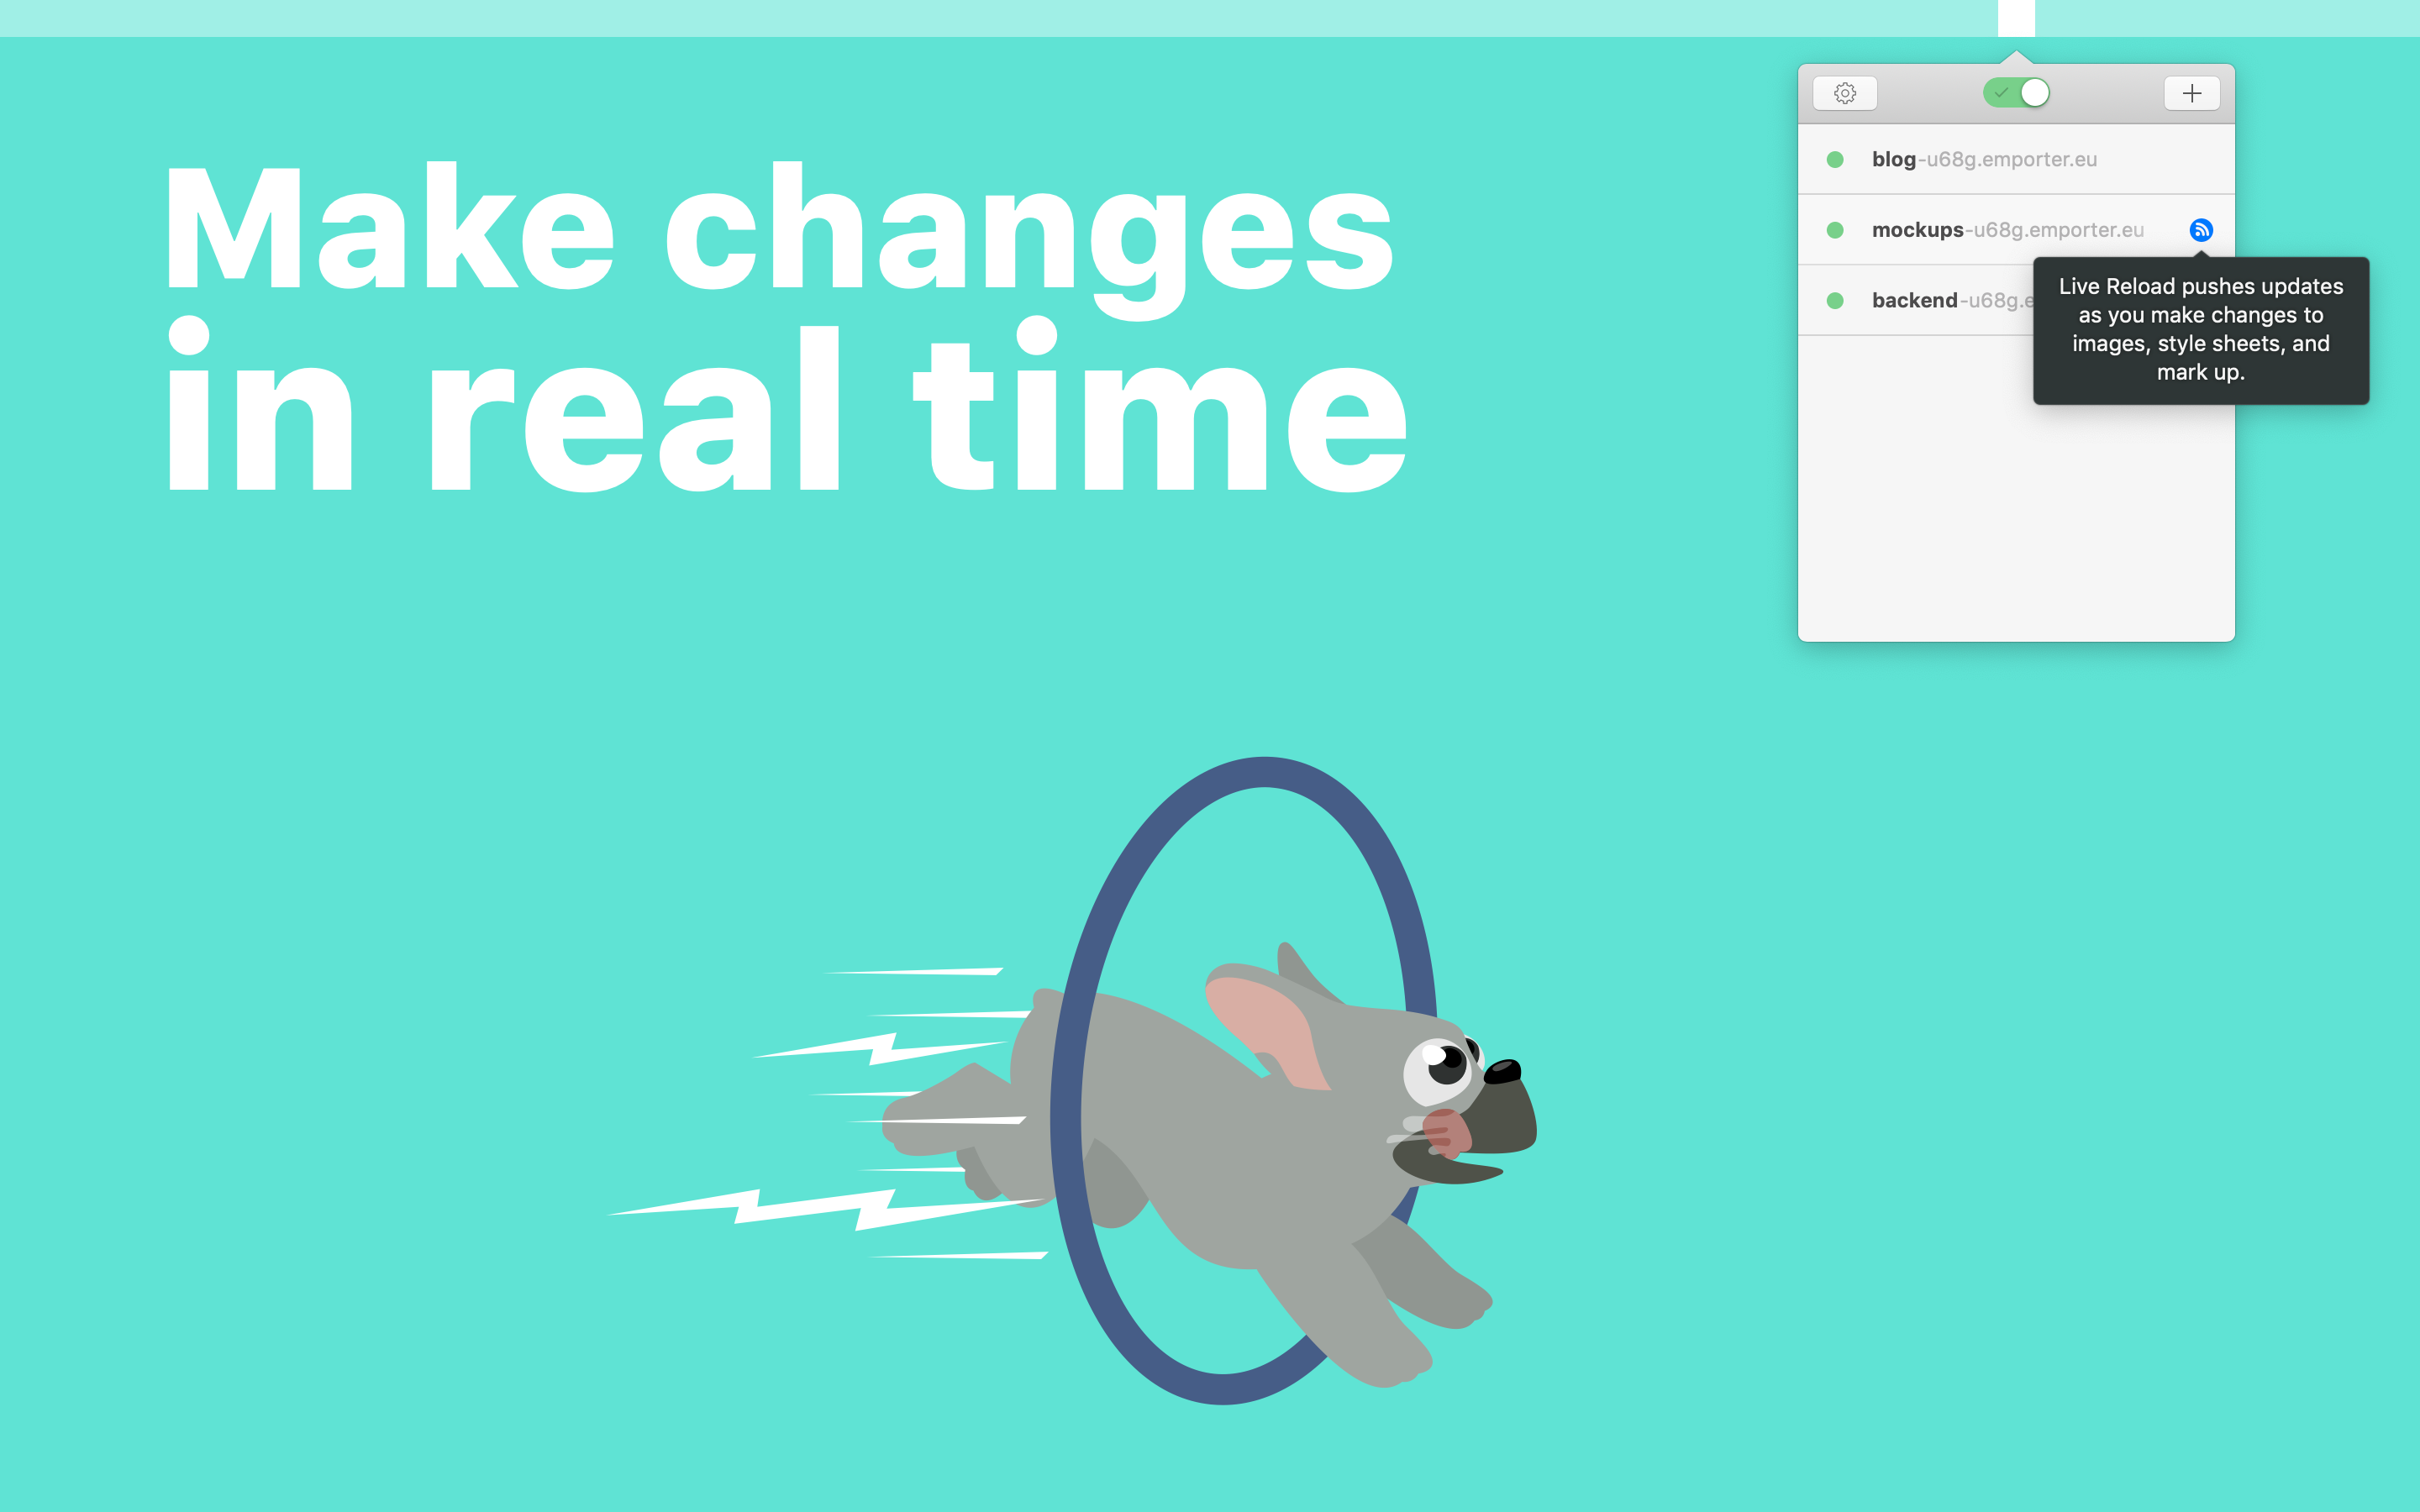 Make changes
in real time
blog-u68g.emporter.eu
mockups-u68g.emporter.eu
backend-u68g.e
Live Reload pushes updates
as you make changes to
images, style sheets, and
mark up.